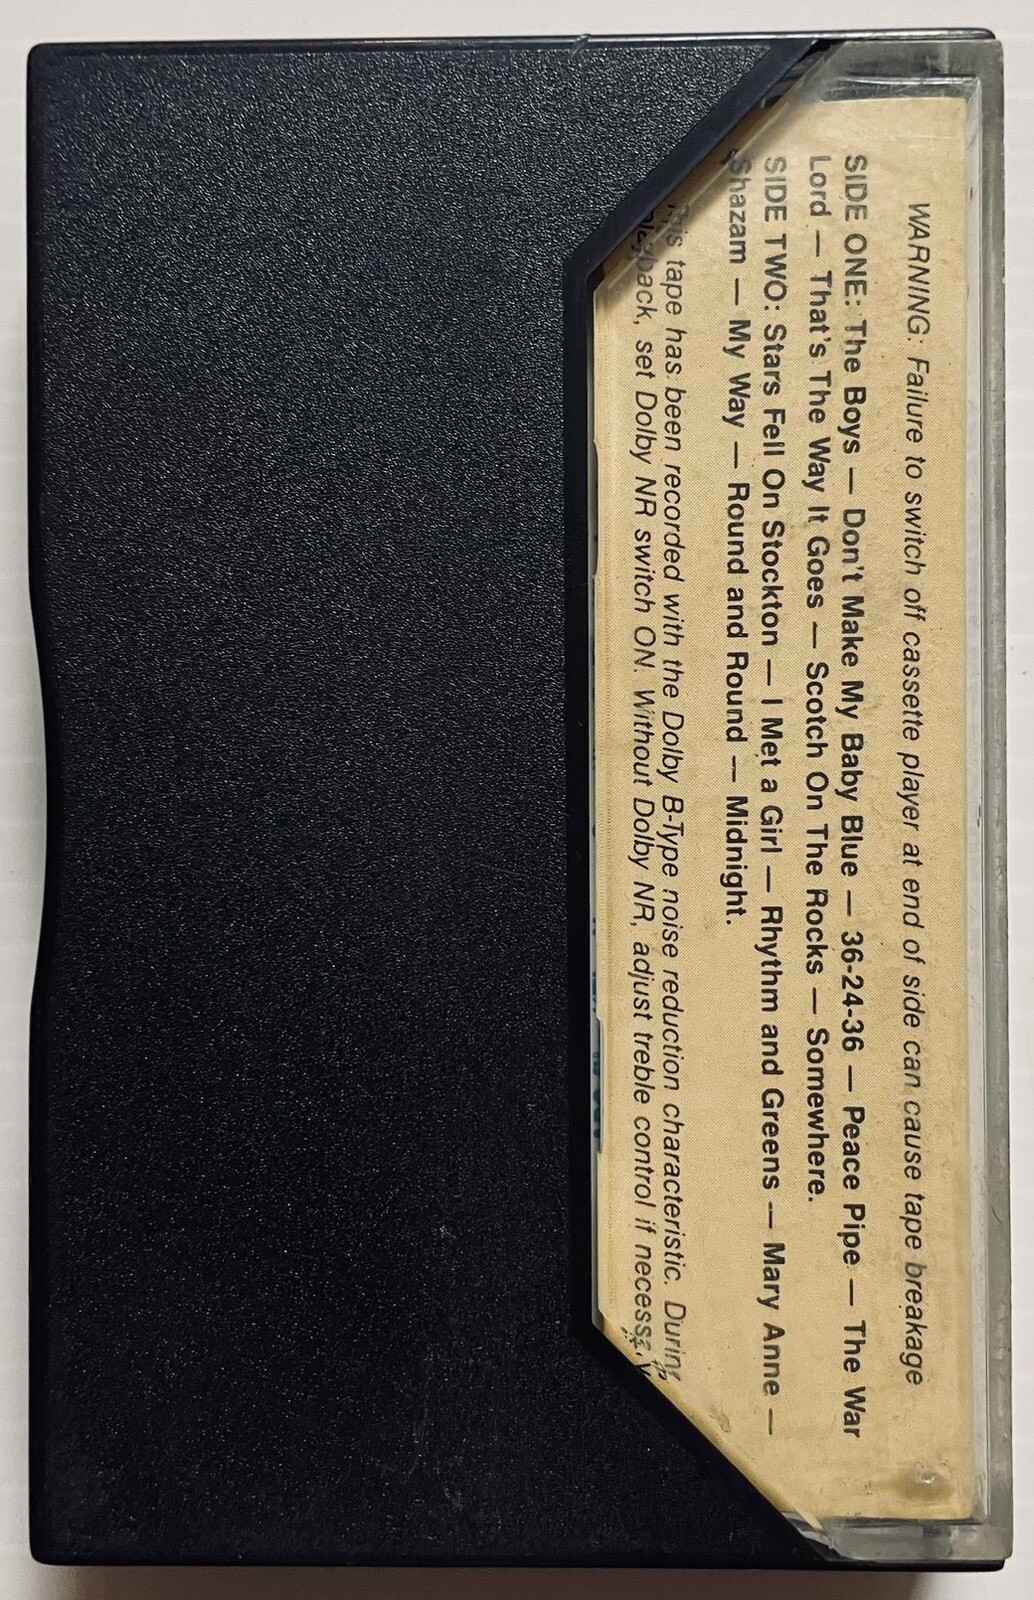 WARNING: Failure to switch off cassette player at end of side can cause tape breakage
SIDE ONE: The Boys — Don't Make My Baby Blue — 36-24-36 — Peace Pipe — The War
Lord — That's The Way It Goes — Scotch On The Rocks — Somewhere.
SIDE TWO: Stars Fell On Stockton — I Met a Girl — Rhythm and Greens — Mary Anne —
Shazam — My Way — Round and Round — Midnight.
This tape has been recorded with the Dolby B-Type noise reduction characteristic. During
playback, set Dolby NR switch ON. Without Dolby NR, adjust treble control if necessary